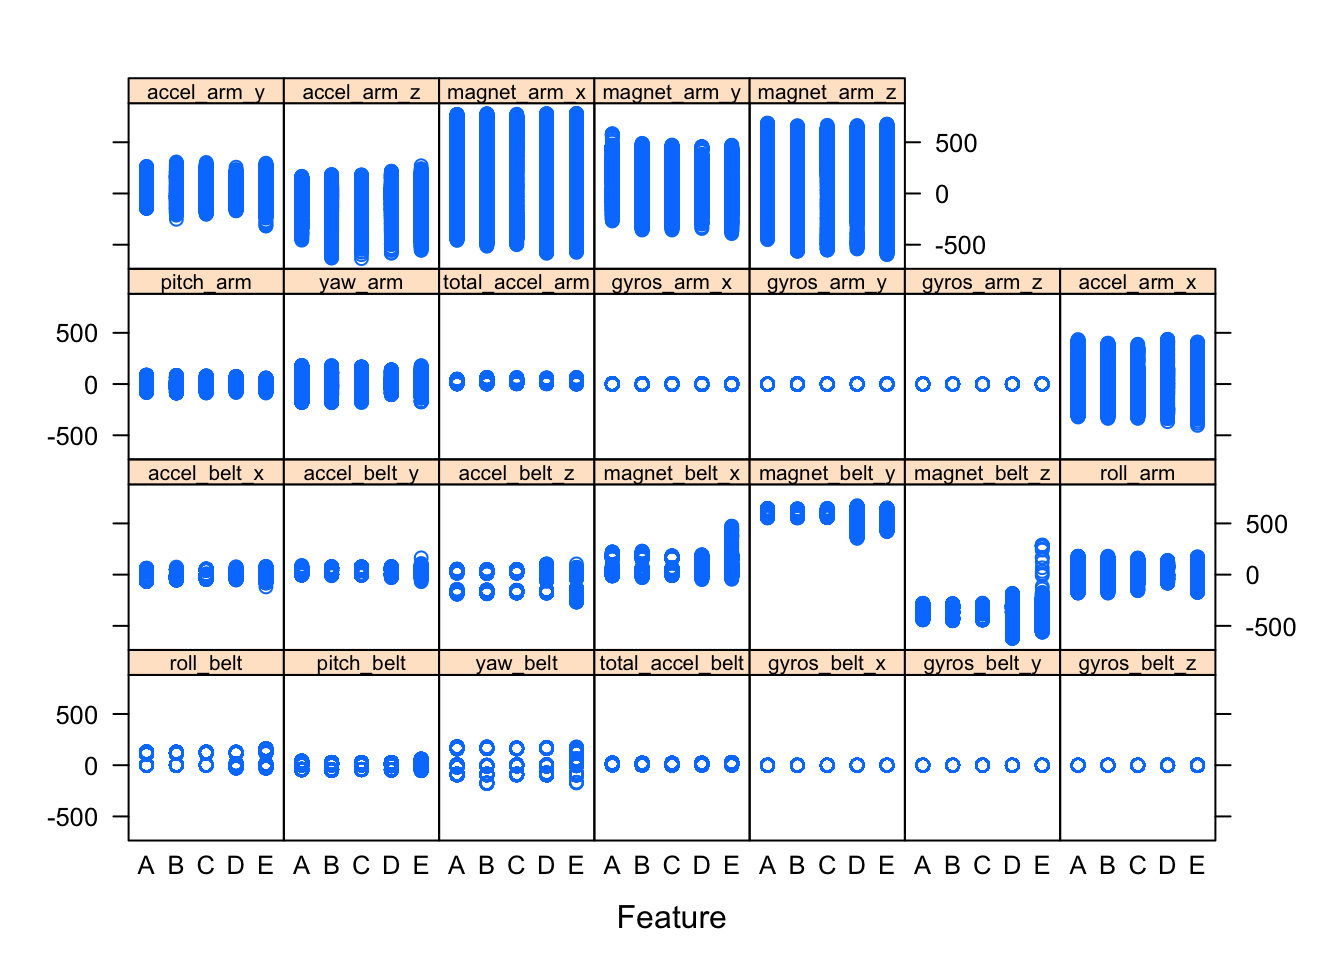 accel_arm_y accel_arm_z magnet_arm_x magnet_arm_y magnet_arm_z
500
0
-500
pitch_arm yaw_arm total_accel_arm gyros_arm_x gyros_arm_y gyros_arm_z accel_arm_x
500
0
-500
accel_belt_x accel_belt_y accel_belt_z magnet_belt_x magnet_belt_y magnet_belt_z roll_arm
500
0
-500
roll_belt pitch_belt yaw_belt total_accel_belt gyros_belt_x gyros_belt_y gyros_belt_z
500
0
-500
A B C D E A B C D E A B C D E A B C D E A B C D E A B C D E A B C D E
Feature